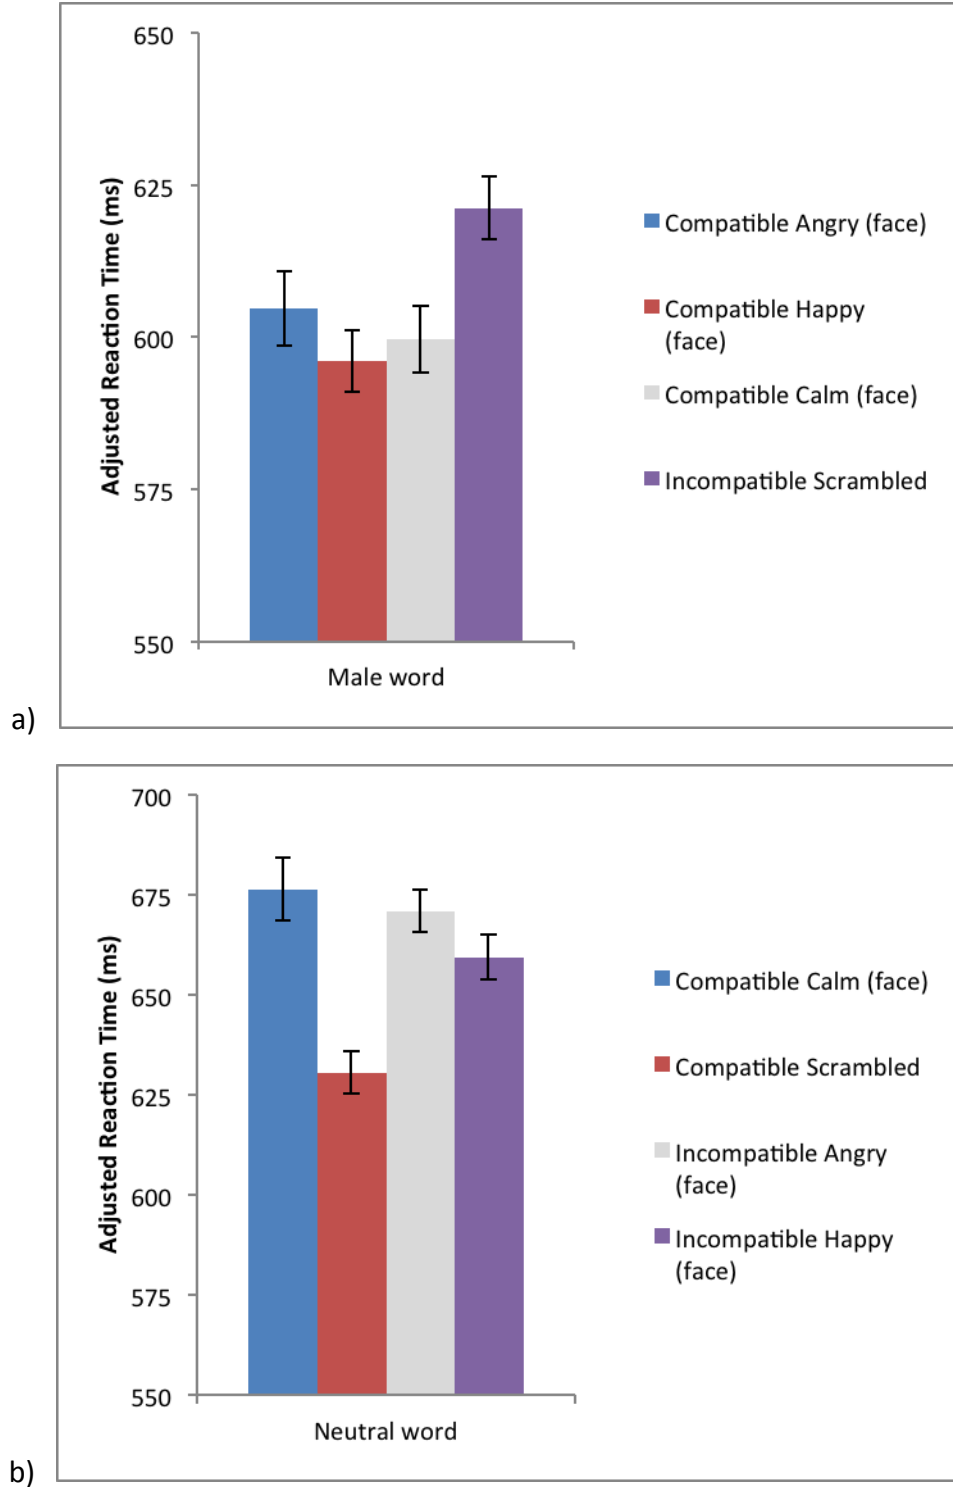 650
625
600
575
550
Adjusted Reaction Time (ms)
Male word
Compatible Angry (face)
Compatible Happy
(face)
Compatible Calm (face)
Incompatible Scrambled
a)
700
675
650
625
600
575
550
Adjusted Reaction Time (ms)
Neutral word
Compatible Calm (face)
Compatible Scrambled
Incompatible Angry
(face)
Incompatible Happy
(face)
b)